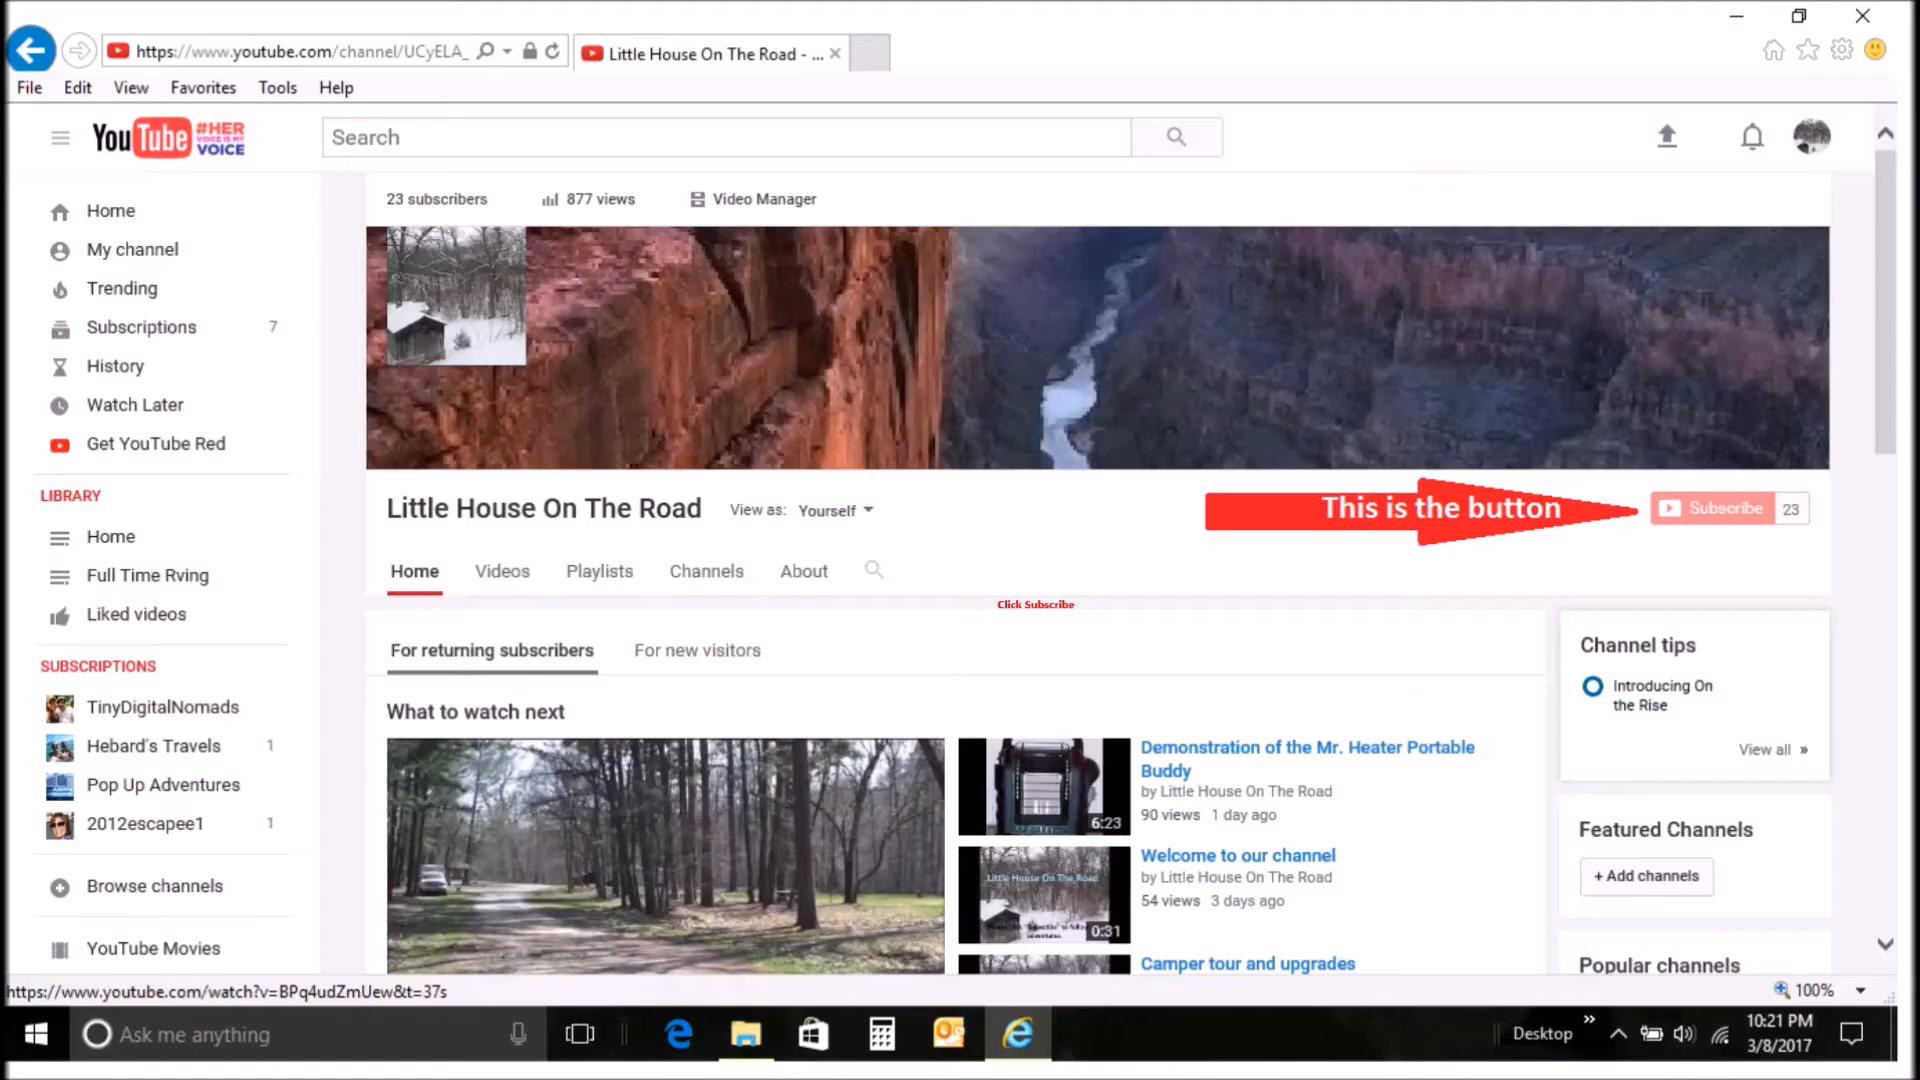 https://www.youtube.com/channel/UCyELA_
Little House On The Road - ...
File Edit View Favorites Tools Help
YouTube
#HER
VOICE IS MY
VOICE
Search
Home
My channel
Trending
Subscriptions 7
History
Watch Later
Get YouTube Red
LIBRARY
Home
Full Time Rving
Liked videos
SUBSCRIPTIONS
TinyDigitalNomads
Hebard's Travels 1
Pop Up Adventures
2012escapee1 1
Browse channels
YouTube Movies
23 subscribers 877 views Video Manager
Little House On The Road View as: Yourself
This is the button
Subscribe 23
Home Videos Playlists Channels About
Click Subscribe
For returning subscribers For new visitors
What to watch next
6:23
Demonstration of the Mr. Heater Portable
Buddy
by Little House On The Road
90 views 1 day ago
Little House On The Road
0:31
Welcome to our channel
by Little House On The Road
54 views 3 days ago
Camper tour and upgrades
Channel tips
Introducing On
the Rise
View all »
Featured Channels
+ Add channels
Popular channels
https://www.youtube.com/watch?v=BPq4udZmUew&t=37s
100%
Ask me anything
Desktop
10:21 PM
3/8/2017